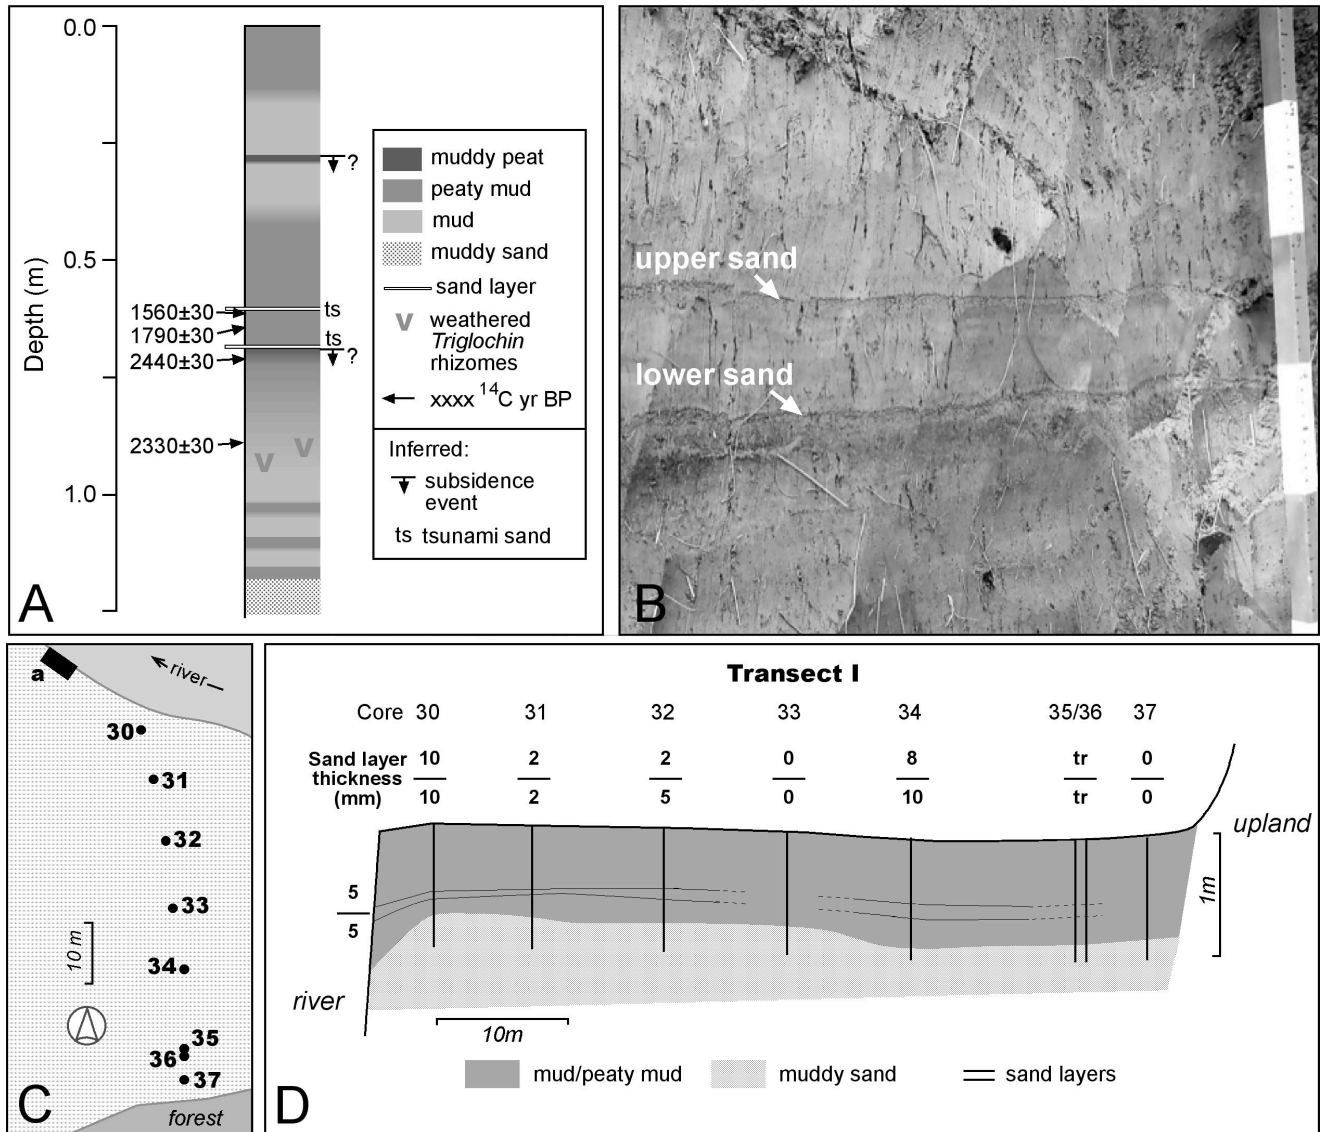 0.0
0.5
1.0
Depth (m)
?
1560±30
ts
1790±30
ts
2440±30
?
2330±30
v
v
muddy peat
peaty mud
mud
muddy sand
sand layer
v weathered
Triglochin
rhizomes
xxxx 14C yr BP
Inferred:
subsidence
event
ts tsunami sand
A
upper sand
lower sand
B
a
river
30
31
32
33
10 m
34
35
36
37
forest
C
Transect I
Core 30 31 32 33 34 35/36 37
Sand layer 10 2 2 0 8 tr 0
thickness
(mm) 10 2 5 0 10 tr 0
upland
5
5
1m
river
10m
mud/peaty mud muddy sand sand layers
D